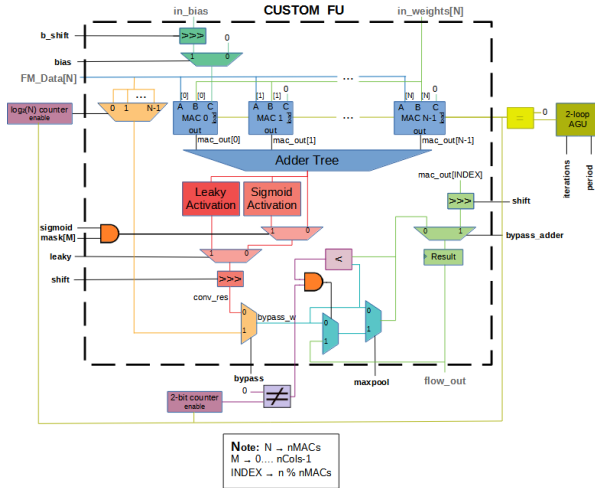 CUSTOM FU
in_bias
in_weights[N]
b_shift
>>>
0
bias
1 0
FM_Data[N]
...
...
0 1 N-1
[0] [0]
0
[1] [1]
0
[N] [N]
0
A B C
MAC 0
out
A B C
MAC 1
out
A B C
MAC N-1
out
log₂(N) counter
enable
=
0
2-loop
AGU
mac_out[0]
mac_out[1]
mac_out[N-1]
iterations
period
Adder Tree
mac_out[INDEX]
Leaky
Activation
Sigmoid
Activation
>>>
shift
sigmoid
mask[M]
1 0
0 1
bypass_adder
leaky
1 0
<
Result
shift
>>>
conv_res
0
1
bypass_w
0
1
0
1
bypass
maxpool
flow_out
2-bit counter
enable
0
≠
Note: N → nMACs
M → 0.... nCols-1
INDEX → n % nMACs